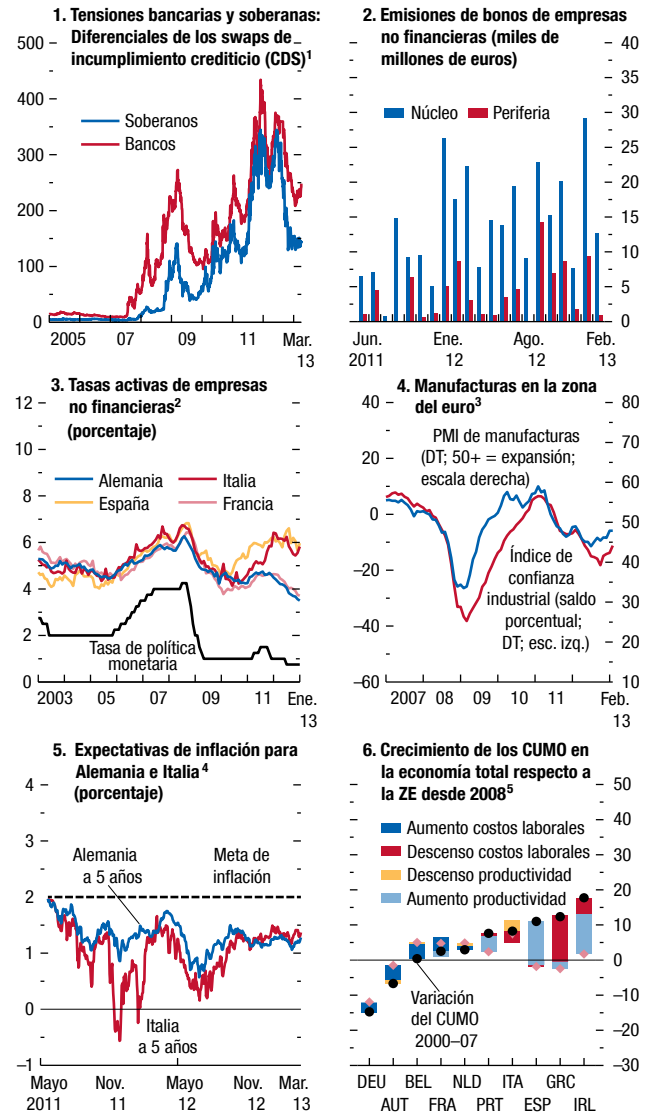 1. Tensiones bancarias y soberanas:
Diferenciales de los swaps de
incumplimiento crediticio (CDS)¹
500
400
300
200
100
0
Soberanos
Bancos
2005 07 09 11 Mar.
13
2. Emisiones de bonos de empresas
no financieras (miles de
millones de euros)
40
35
30
25
20
15
10
5
0
Núcleo Periferia
Jun. Ene. Ago. Feb.
2011 12 12 13
3. Tasas activas de empresas
no financieras²
(porcentaje)
12
10
8
6
4
2
0
Alemania Italia
España Francia
Tasa de política
monetaria
2003 05 07 09 11 Ene.
13
4. Manufacturas en la zona
del euro³
40
20
0
–20
–40
–60
80
70
60
50
40
30
20
10
PMI de manufacturas
(DT; 50+ = expansión;
escala derecha)
Índice de
confianza
industrial (saldo
porcentual;
DT; esc. izq.)
2007 08 09 10 11 Feb.
13
5. Expectativas de inflación para
Alemania e Italia⁴
(porcentaje)
4
3
2
1
0
–1
Alemania
a 5 años
Meta de
inflación
Italia
a 5 años
Mayo Nov. Mayo Nov. Mar.
2011 11 12 12 13
6. Crecimiento de los CUMO en
la economía total respecto a
la ZE desde 2008⁵
50
40
30
20
10
0
–10
–20
–30
Aumento costos laborales
Descenso costos laborales
Descenso productividad
Aumento productividad
Variación
del CUMO
2000–07
DEU BEL NLD ITA GRC
AUT FRA PRT ESP IRL